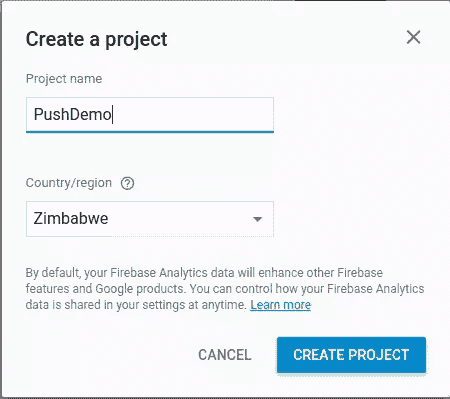 Create a project
Project name
PushDemo
Country/region
Zimbabwe
By default, your Firebase Analytics data will enhance other Firebase
features and Google products. You can control how your Firebase Analytics
data is shared in your settings at anytime. Learn more
CANCEL
CREATE PROJECT